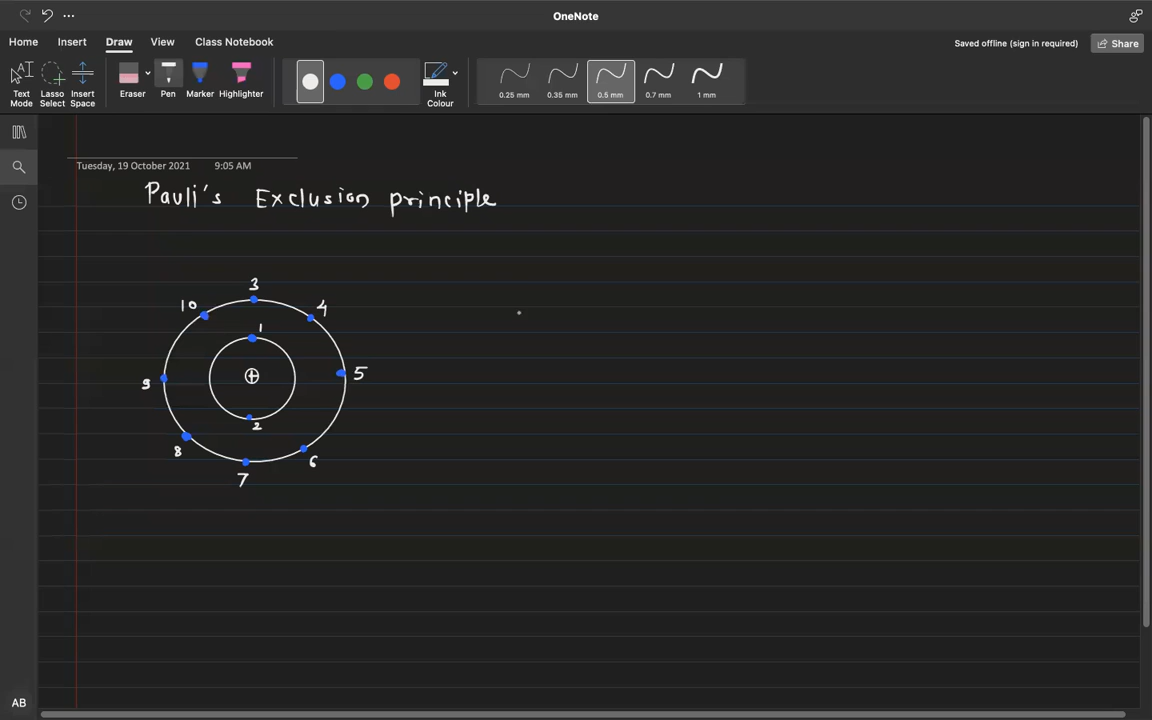 OneNote
Home Insert Draw View Class Notebook
Saved offline (sign in required) Share
Text Mode Lasso Select Insert Space Eraser Pen Marker Highlighter Ink Colour 0.25 mm 0.35 mm 0.5 mm 0.7 mm 1 mm
Tuesday, 19 October 2021 9:05 AM
Pauli's Exclusion principle
3
10 4
1
+
9 5
2
8 6
7
AB